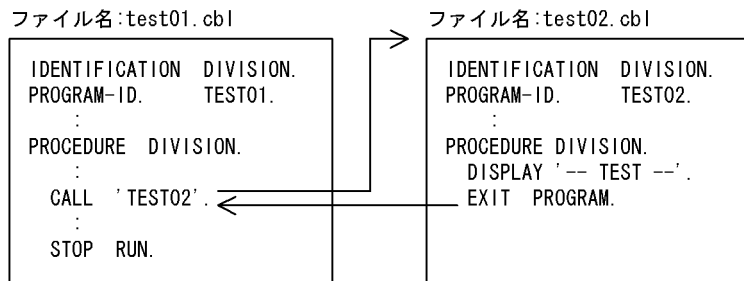 ファイル名:test01.cbl
IDENTIFICATION DIVISION.
PROGRAM-ID. TEST01.
:
PROCEDURE DIVISION.
:
CALL 'TEST02'.
:
STOP RUN.
ファイル名:test02.cbl
IDENTIFICATION DIVISION.
PROGRAM-ID. TEST02.
:
PROCEDURE DIVISION.
DISPLAY '-- TEST --'.
EXIT PROGRAM.